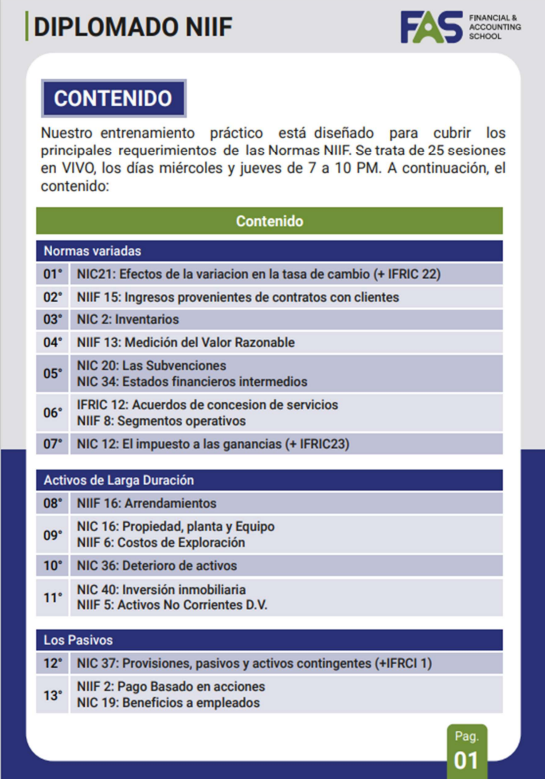 DIPLOMADO NIIF
FAS
FINANCIAL &
ACCOUNTING
SCHOOL
CONTENIDO
Nuestro entrenamiento práctico está diseñado para cubrir los
principales requerimientos de las Normas NIIF. Se trata de 25 sesiones
en VIVO, los días miércoles y jueves de 7 a 10 PM. A continuación, el
contenido:
Contenido
Normas variadas
01° NIC21: Efectos de la variacion en la tasa de cambio (+ IFRIC 22)
02° NIIF 15: Ingresos provenientes de contratos con clientes
03° NIC 2: Inventarios
04° NIIF 13: Medición del Valor Razonable
05° NIC 20: Las Subvenciones
NIC 34: Estados financieros intermedios
06° IFRIC 12: Acuerdos de concesion de servicios
NIIF 8: Segmentos operativos
07° NIC 12: El impuesto a las ganancias (+ IFRIC23)
Activos de Larga Duración
08° NIIF 16: Arrendamientos
09° NIC 16: Propiedad, planta y Equipo
NIIF 6: Costos de Exploración
10° NIC 36: Deterioro de activos
11° NIC 40: Inversión inmobiliaria
NIIF 5: Activos No Corrientes D.V.
Los Pasivos
12° NIC 37: Provisiones, pasivos y activos contingentes (+IFRCI 1)
13° NIIF 2: Pago Basado en acciones
NIC 19: Beneficios a empleados
Pag.
01